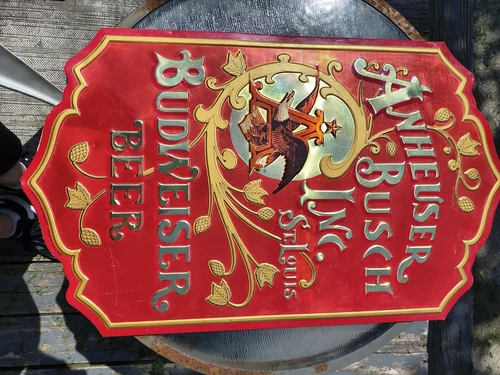 ANHEUSER
BUSCH
INC.
ST. LOUIS
BUDWEISER
BEER